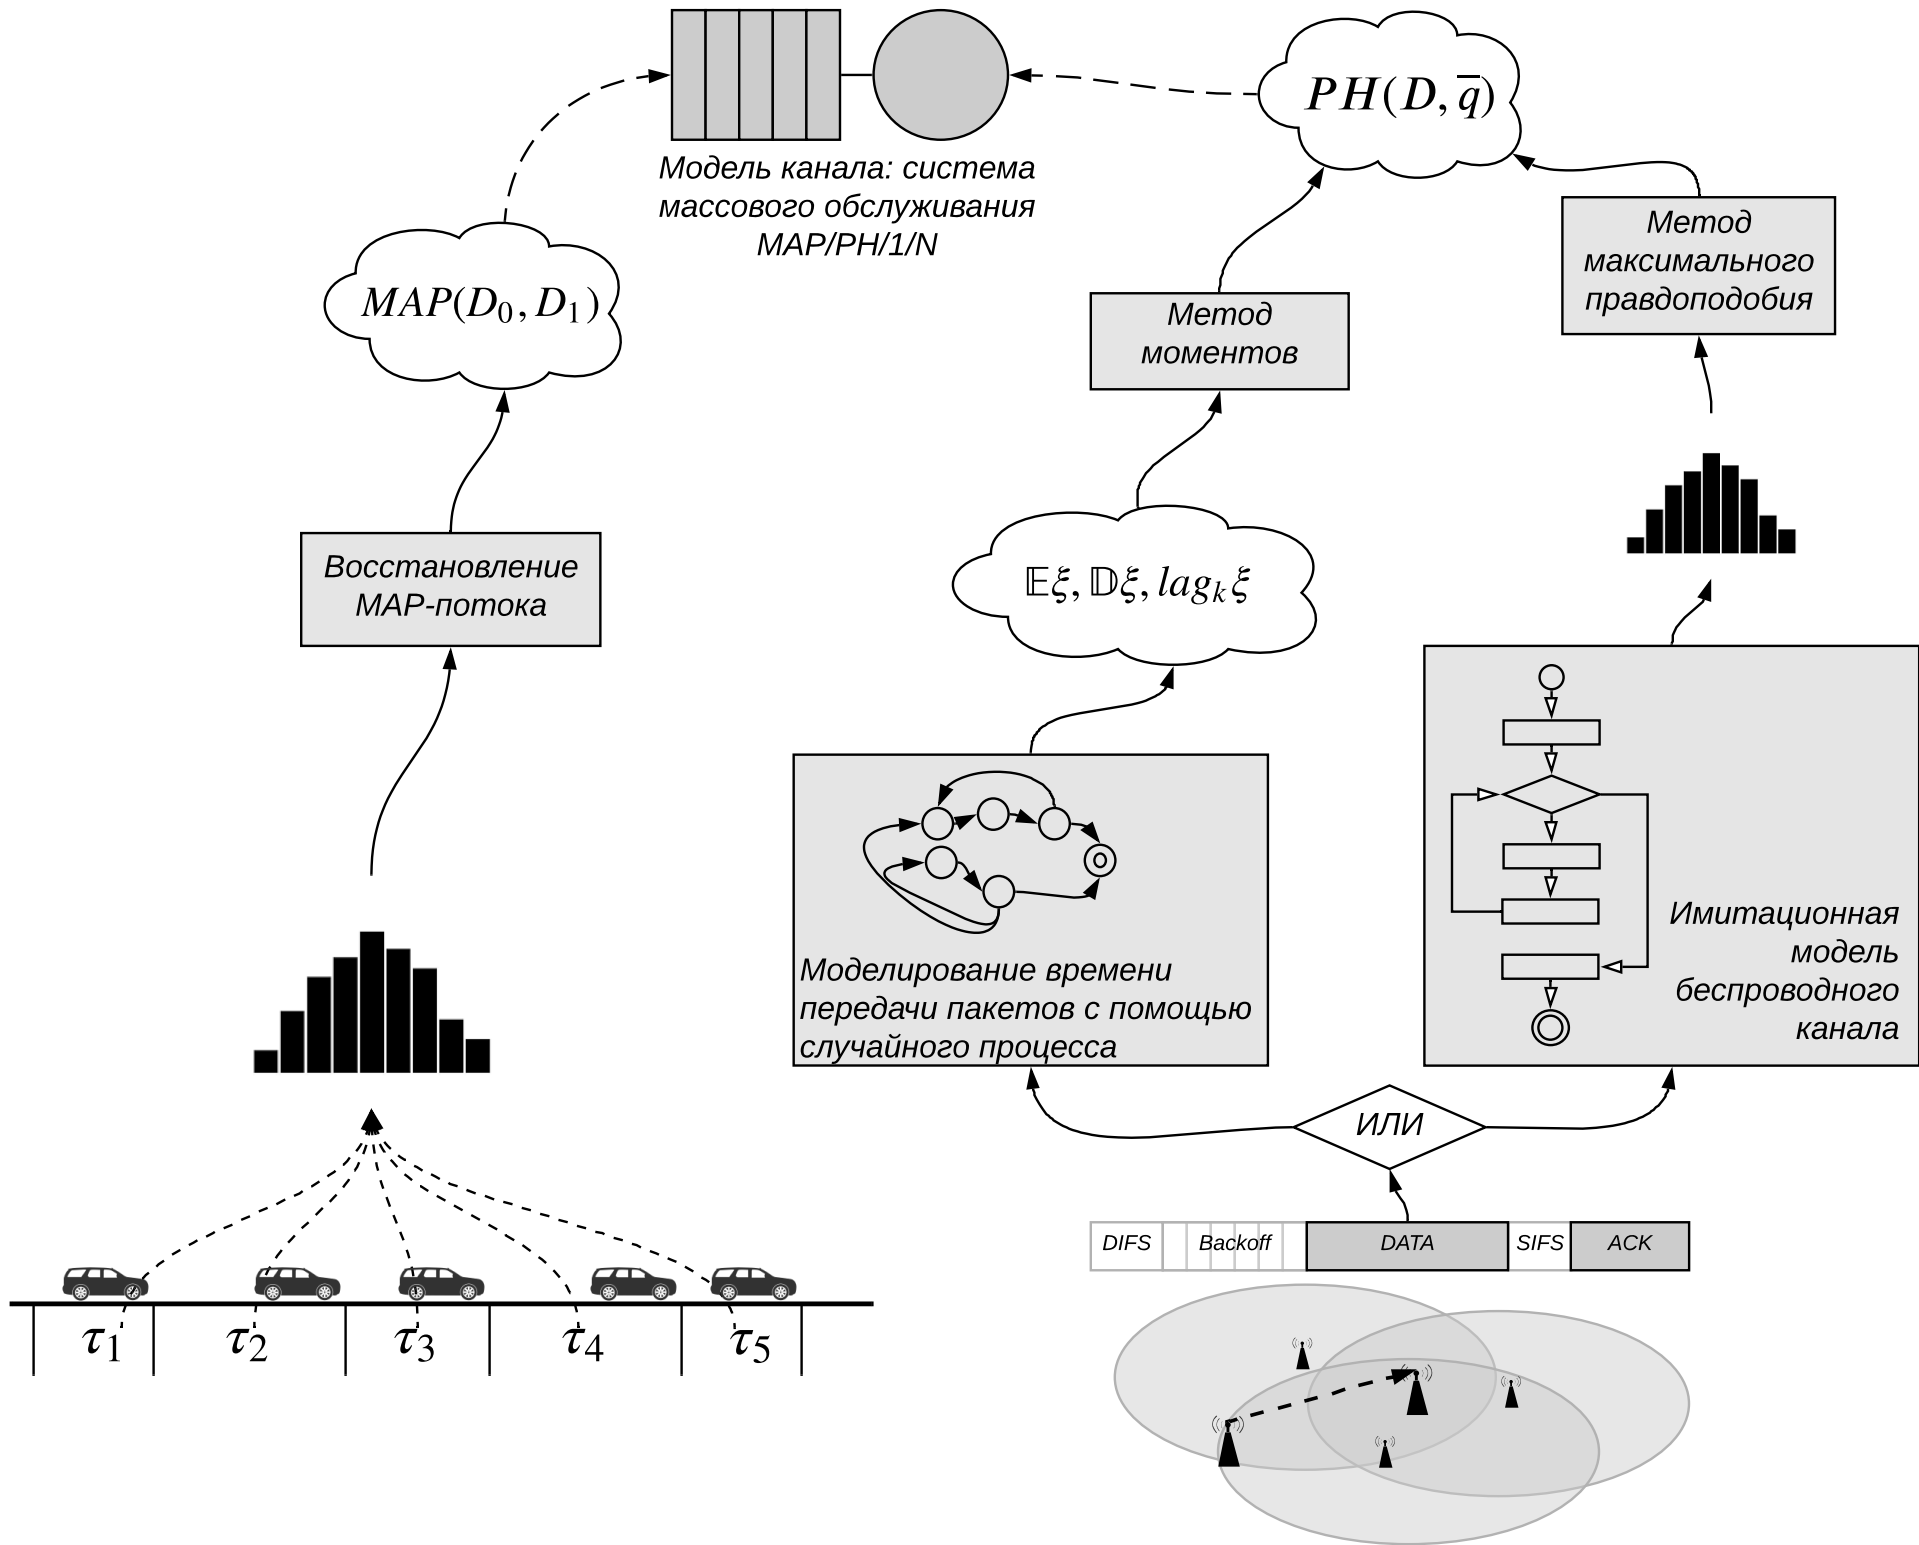 PH(D, q̅)
Модель канала: система
массового обслуживания
MAP/PH/1/N
Метод
максимального
правдоподобия
MAP(D₀, D₁)
Метод
моментов
Восстановление
MAP-потока
𝔼ξ, 𝔻ξ, lagₖξ
Моделирование времени
передачи пакетов с помощью
случайного процесса
Имитационная
модель
беспроводного
канала
ИЛИ
DIFS Backoff DATA SIFS ACK
τ₁ τ₂ τ₃ τ₄ τ₅